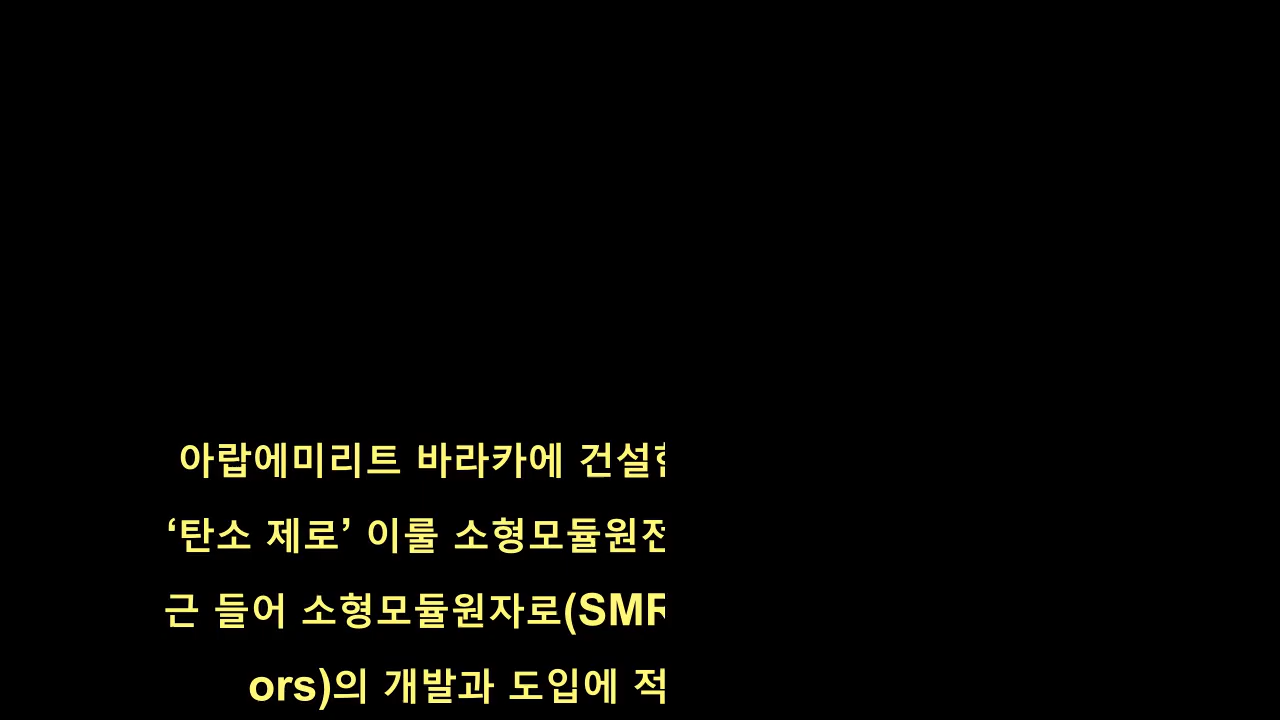 아랍에미리트 바라카에 건설
‘탄소 제로’ 이룰 소형모듈원전
근 들어 소형모듈원자로(SMR
ors)의 개발과 도입에 적